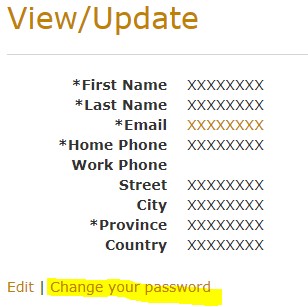 View/Update
*First Name XXXXXXXX
*Last Name XXXXXXXX
*Email XXXXXXXX
*Home Phone XXXXXXXX
Work Phone
Street XXXXXXXX
City XXXXXXXX
*Province XXXXXXXX
Country XXXXXXXX
Edit | Change your password